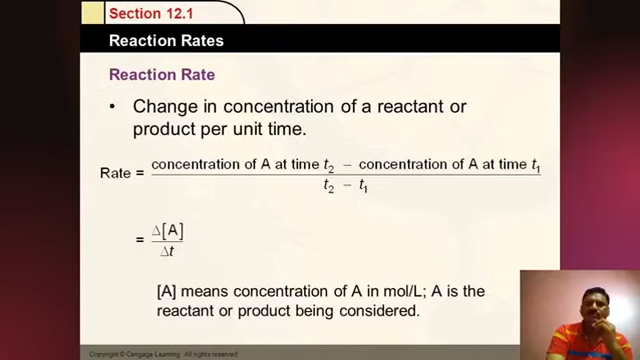 Section 12.1
Reaction Rates
Reaction Rate
• Change in concentration of a reactant or
product per unit time.
Rate = concentration of A at time t₂ − concentration of A at time t₁
t₂ − t₁
= Δ[A]
Δt
[A] means concentration of A in mol/L; A is the
reactant or product being considered.
Copyright © Cengage Learning. All rights reserved